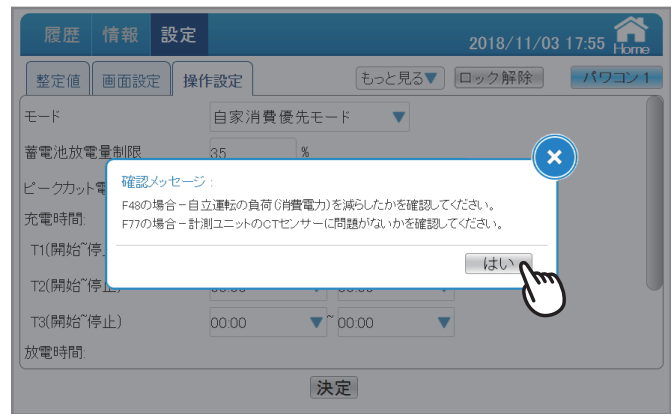 履歴 情報 設定 2018/11/03 17:55 Home
整定値 画面設定 操作設定 もっと見る▼ ロック解除 パワコン1
モード 自家消費優先モード ▼
蓄電池放電量制限 35 %
ピークカット電
確認メッセージ :
F48の場合－自立運転の負荷(消費電力)を減らしたかを確認してください。
F77の場合－計測ユニットのCTセンサーに問題がないかを確認してください。
はい
充電時間:
T1(開始~停
T2(開始~停止)
T3(開始~停止) 00:00 ▼ ~ 00:00 ▼
放電時間:
決定